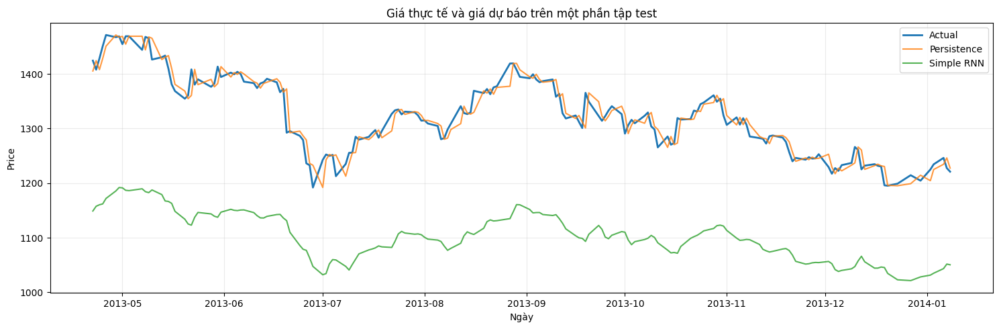 Giá thực tế và giá dự báo trên một phần tập test
Actual
Persistence
Simple RNN
Price
1400
1300
1200
1100
1000
2013-05 2013-06 2013-07 2013-08 2013-09 2013-10 2013-11 2013-12 2014-01
Ngày